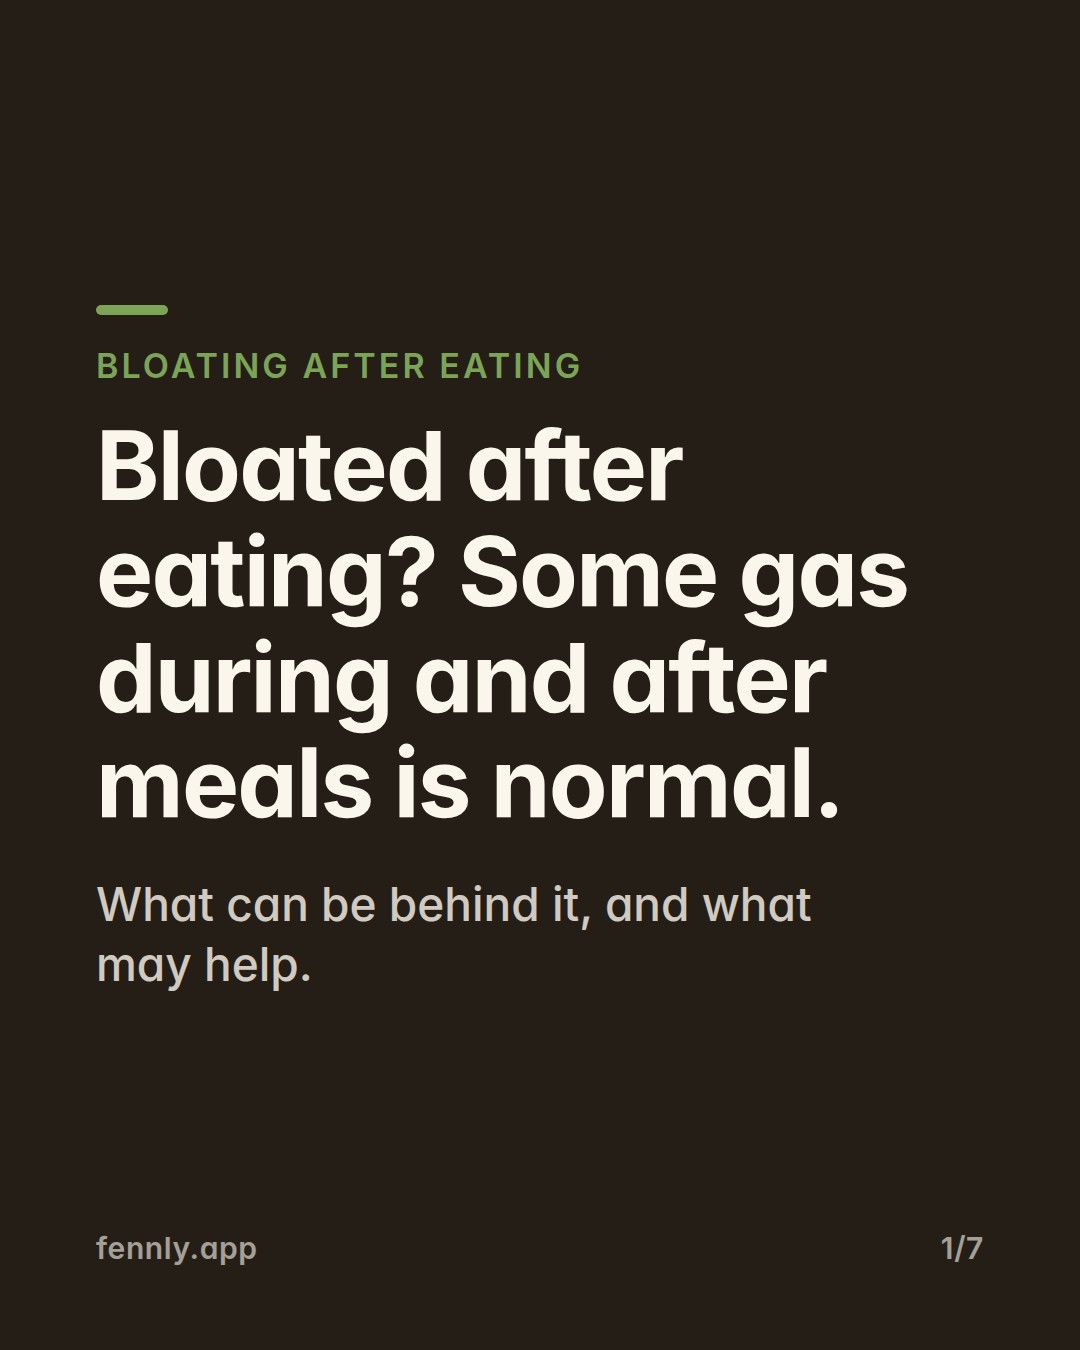 BLOATING AFTER EATING
Bloated after
eating? Some gas
during and after
meals is normal.
What can be behind it, and what
may help.
fennly.app
1/7